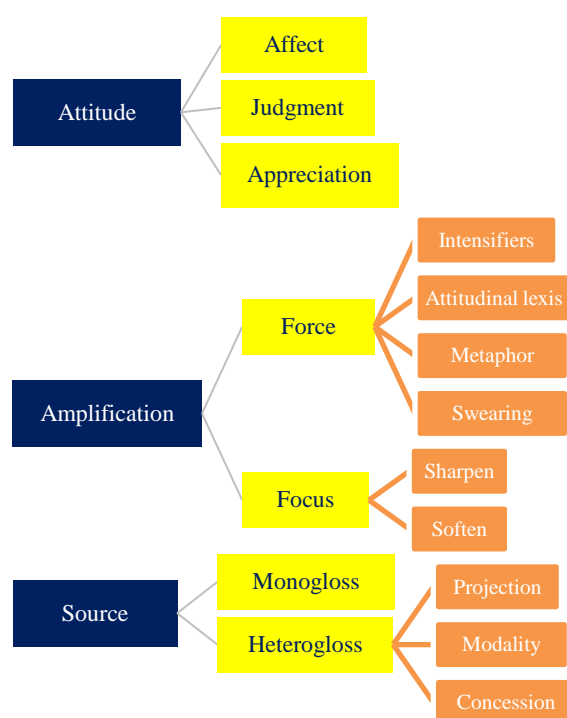 Attitude
Affect
Judgment
Appreciation
Amplification
Force
Intensifiers
Attitudinal lexis
Metaphor
Swearing
Focus
Sharpen
Soften
Source
Monogloss
Heterogloss
Projection
Modality
Concession